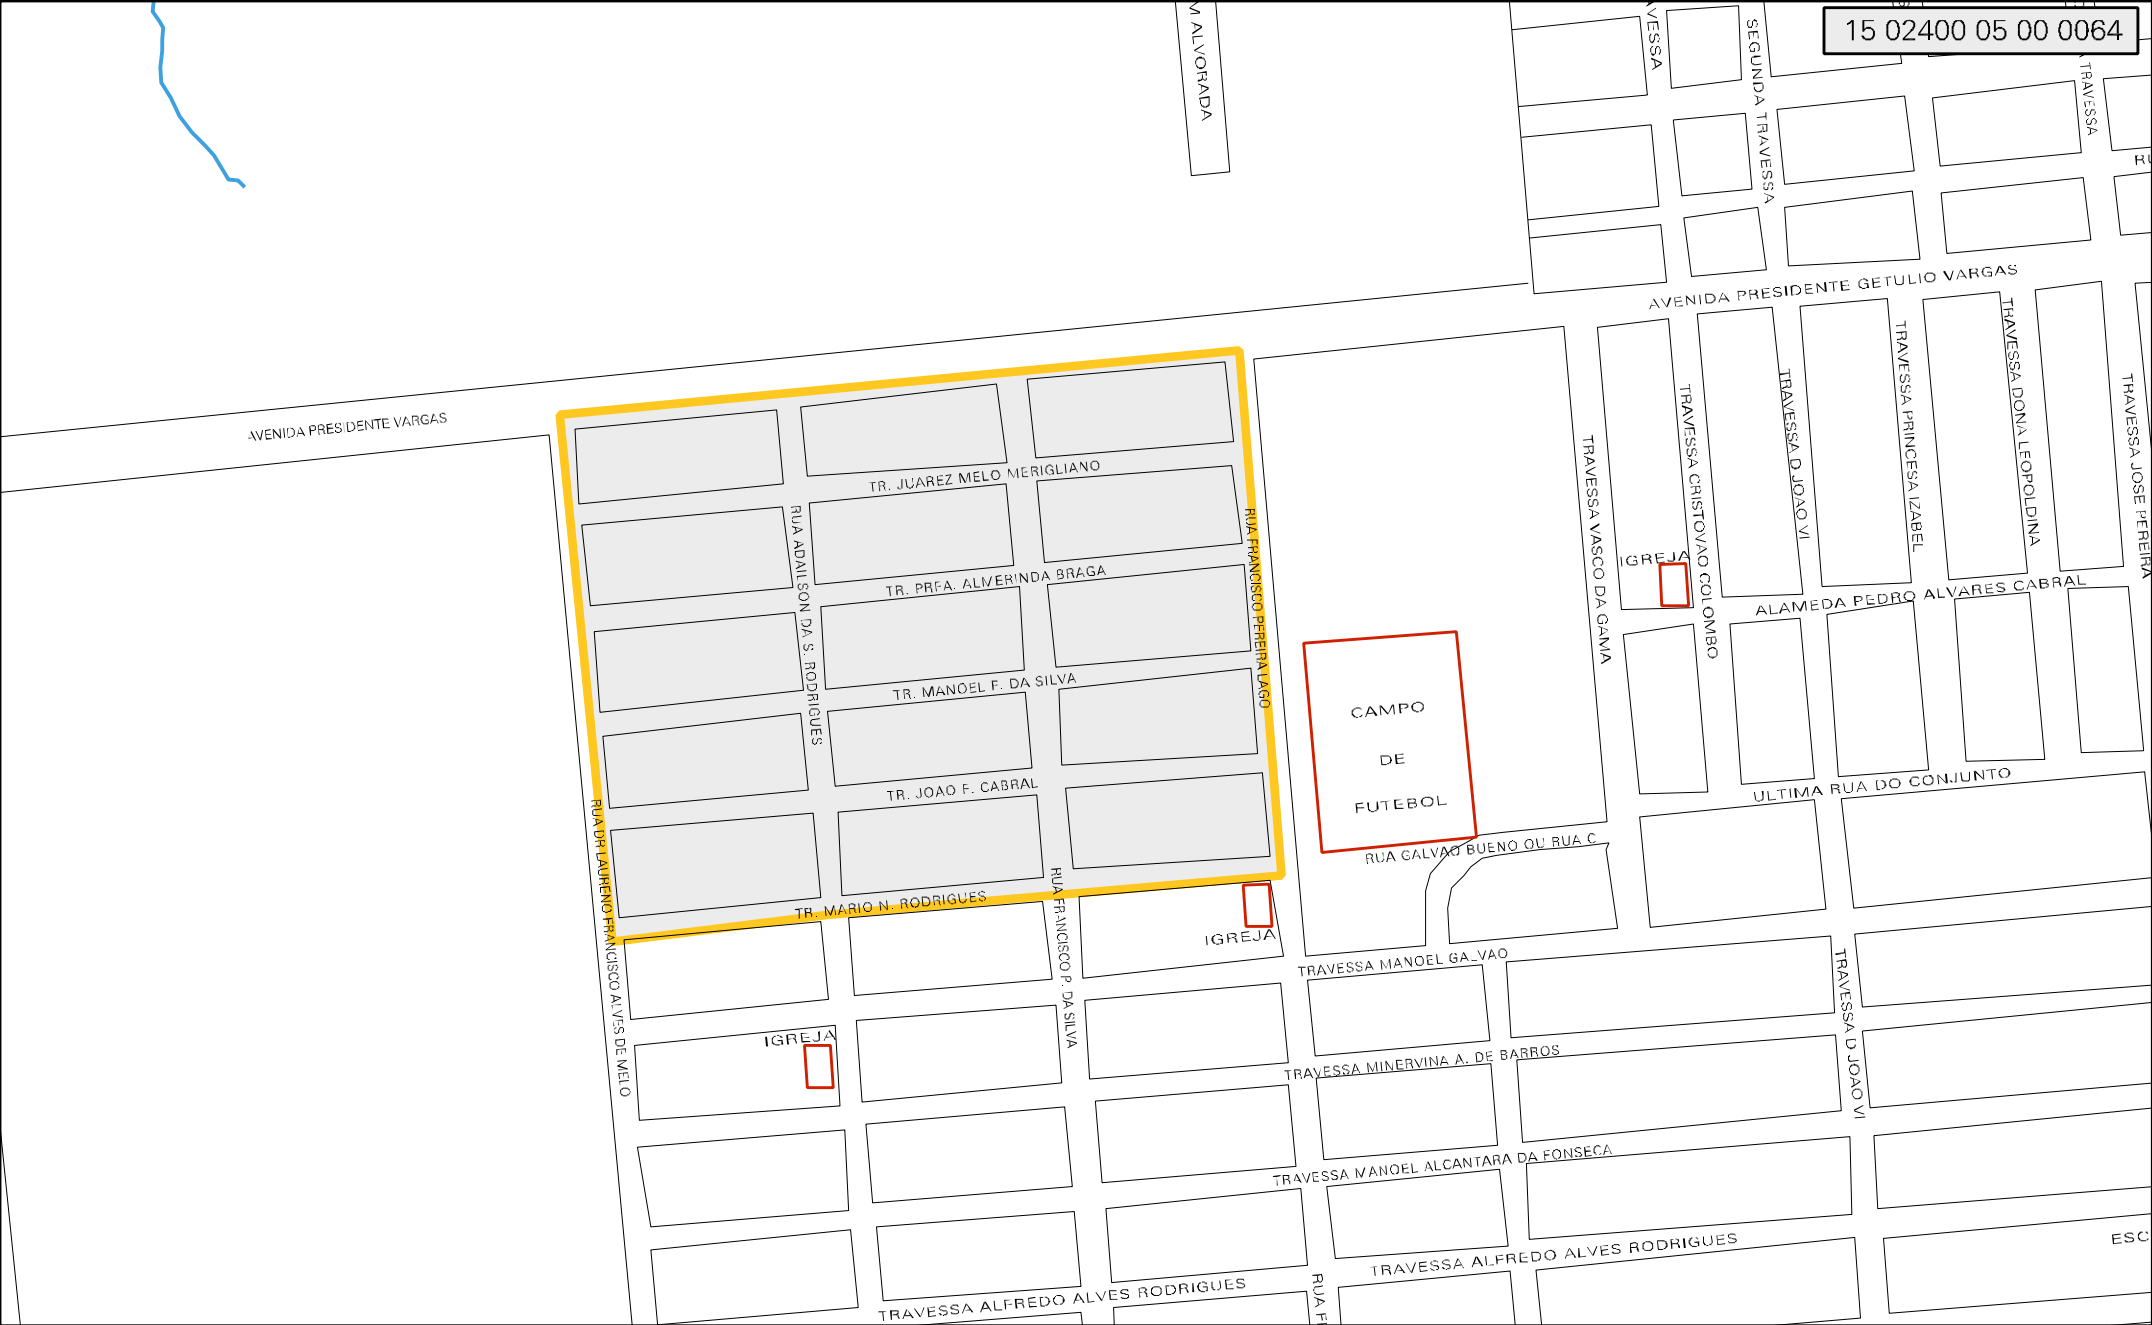 15 02400 05 00 0064
M ALVORADA
SEGUNDA TRAVESSA
TRAVESSA
AVENIDA PRESIDENTE GETULIO VARGAS
AVENIDA PRESIDENTE VARGAS
TR. JUAREZ MELO MERIGLIANO
RUA ADAILSON DA S. RODRIGUES
RUA FRANCISCO PEREIRA LAGO
TR. PRFA. ALMERINDA BRAGA
TR. MANOEL F. DA SILVA
TR. JOAO F. CABRAL
TR. MARIO N. RODRIGUES
RUA DR LAURENO FRANCISCO ALVES DE MELO
RUA FRANCISCO P. DA SILVA
TRAVESSA VASCO DA GAMA
TRAVESSA CRISTOVAO COLOMBO
TRAVESSA D JOAO VI
TRAVESSA PRINCESA IZABEL
TRAVESSA DONA LEOPOLDINA
TRAVESSA JOSE PEREIRA
IGREJA
ALAMEDA PEDRO ALVARES CABRAL
CAMPO
DE
FUTEBOL
ULTIMA RUA DO CONJUNTO
RUA GALVAO BUENO OU RUA C
IGREJA
TRAVESSA MANOEL GALVAO
TRAVESSA D JOAO VI
IGREJA
TRAVESSA MINERVINA A. DE BARROS
TRAVESSA MANOEL ALCANTARA DA FONSECA
TRAVESSA ALFREDO ALVES RODRIGUES
ESC
TRAVESSA ALFREDO ALVES RODRIGUES
RUA F